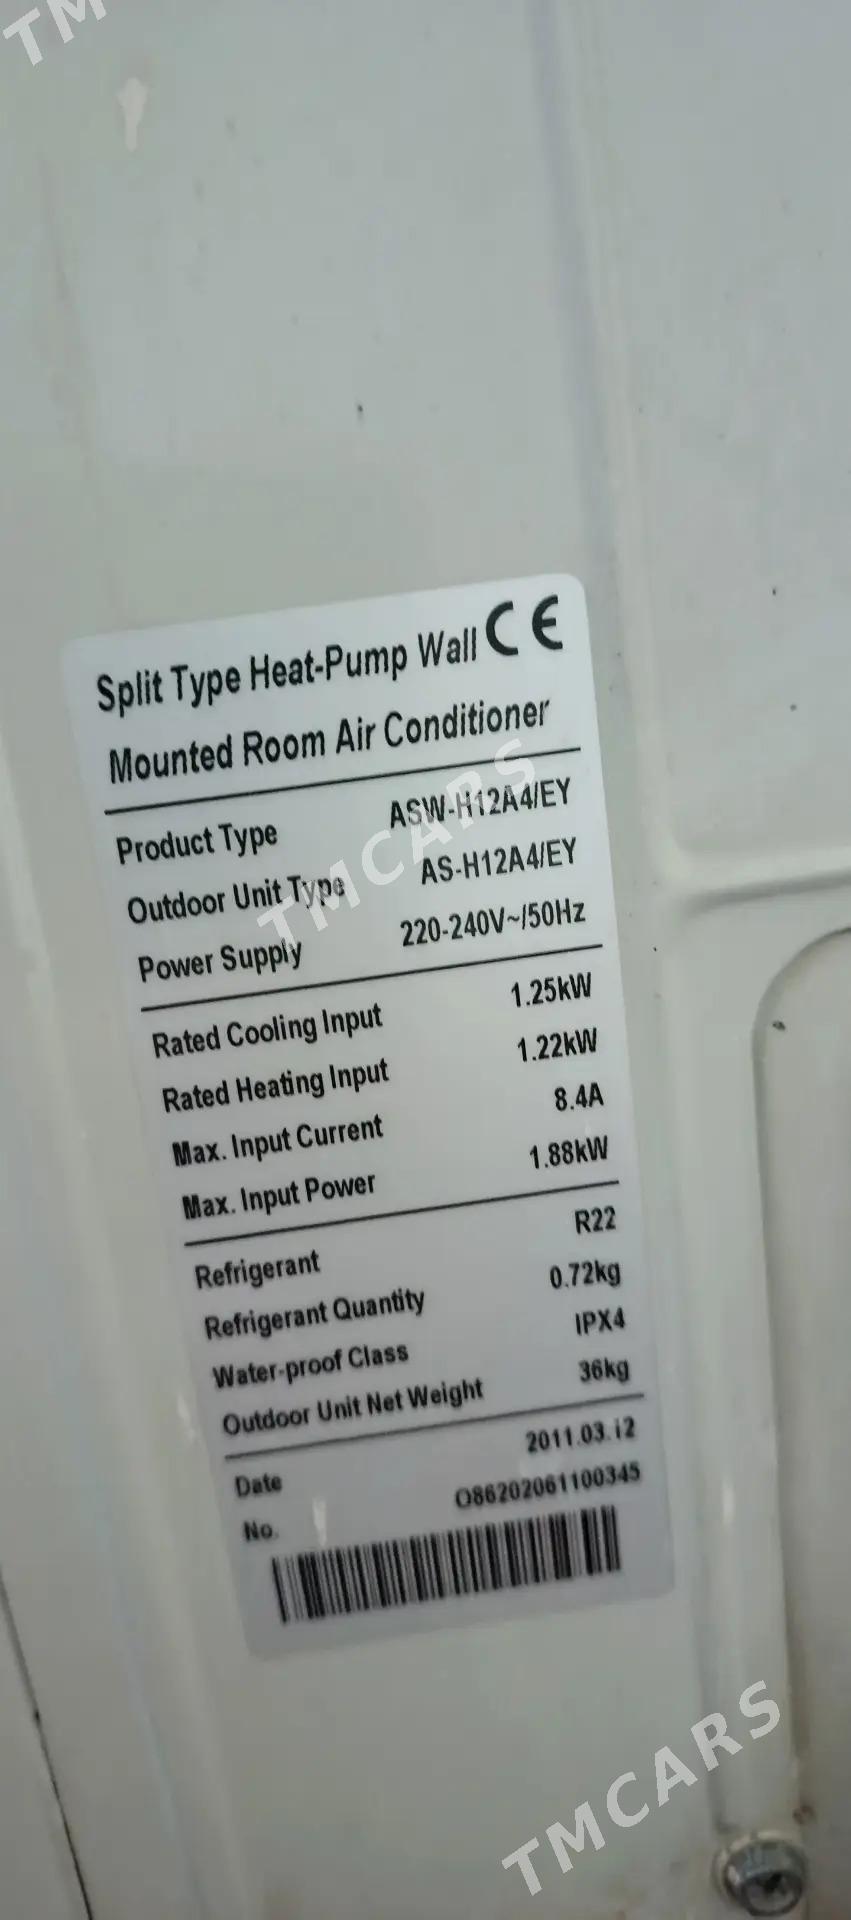 TM
Split Type Heat-Pump Wall CE
Mounted Room Air Conditioner
Product Type ASW-H12A4/EY
Outdoor Unit Type AS-H12A4/EY
Power Supply 220-240V~/50Hz
TMCARS
Rated Cooling Input 1.25kW
Rated Heating Input 1.22kW
Max. Input Current 8.4A
Max. Input Power 1.88kW
Refrigerant R22
Refrigerant Quantity 0.72kg
Water-proof Class IPX4
Outdoor Unit Net Weight 36kg
Date 2011.03.12
No. O86202061100345
TMCARS